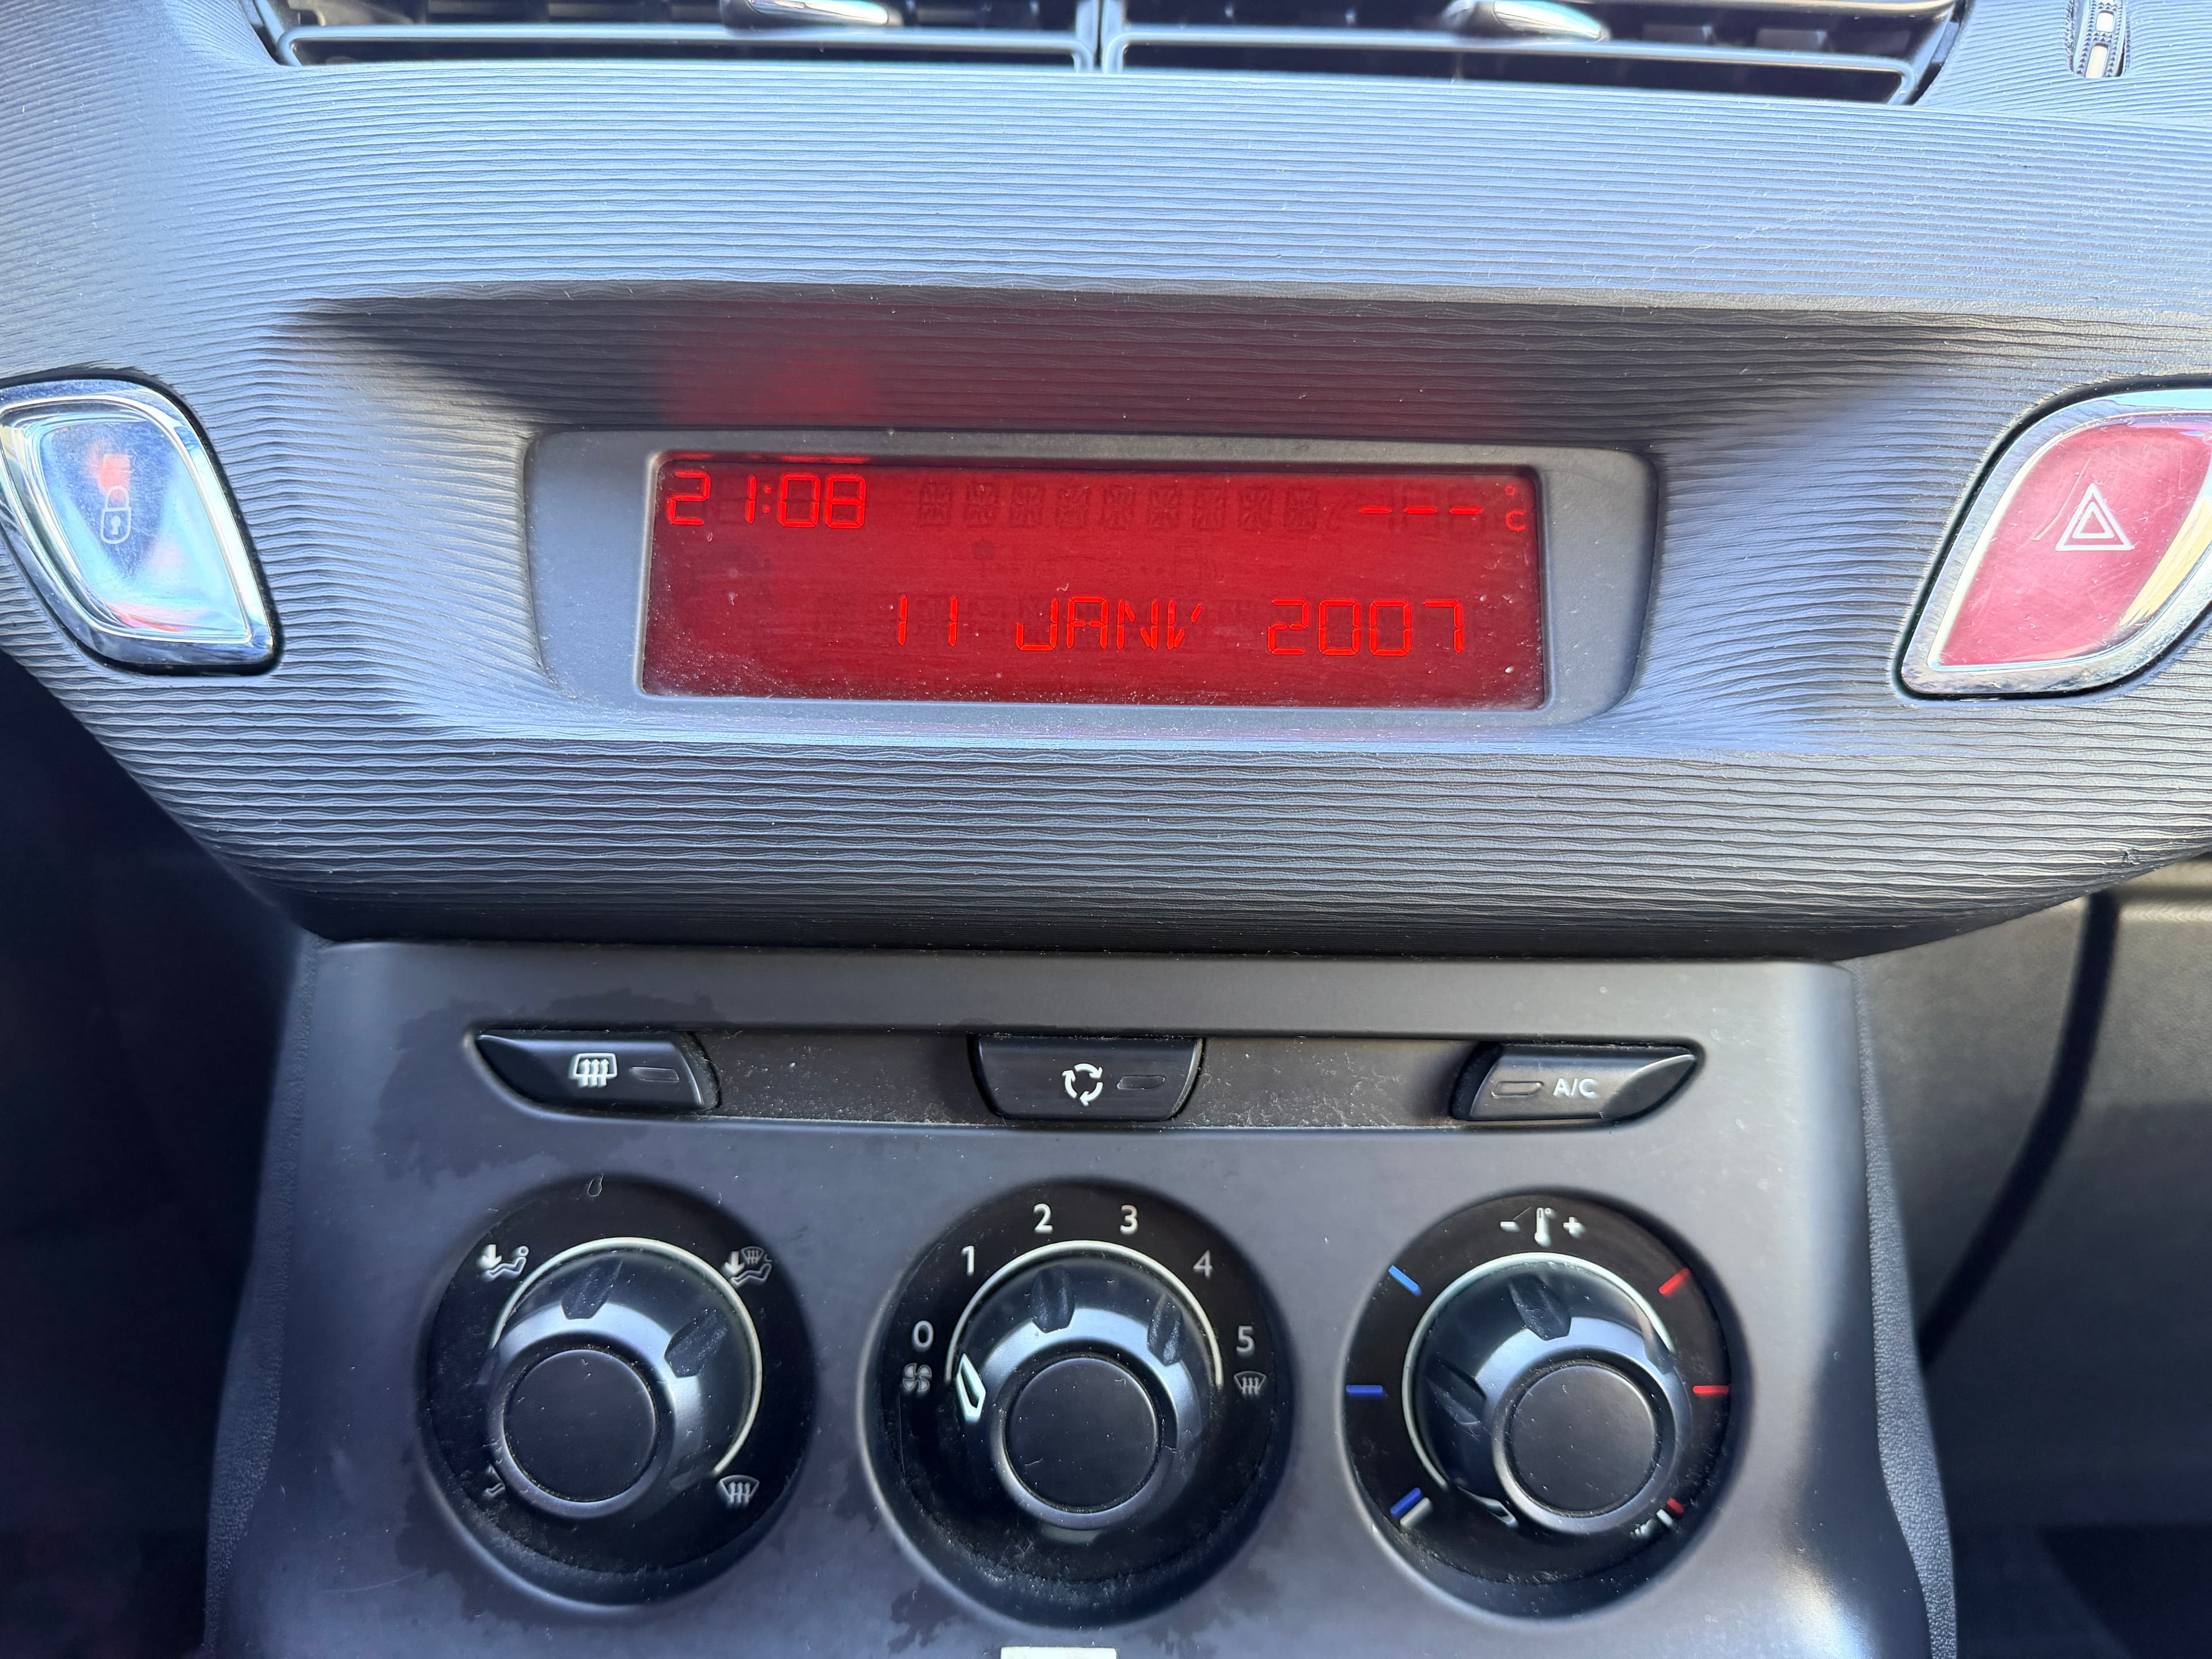 21:08 --- °C
11 JANV 2007
A/C
0 1 2 3 4 5
- +